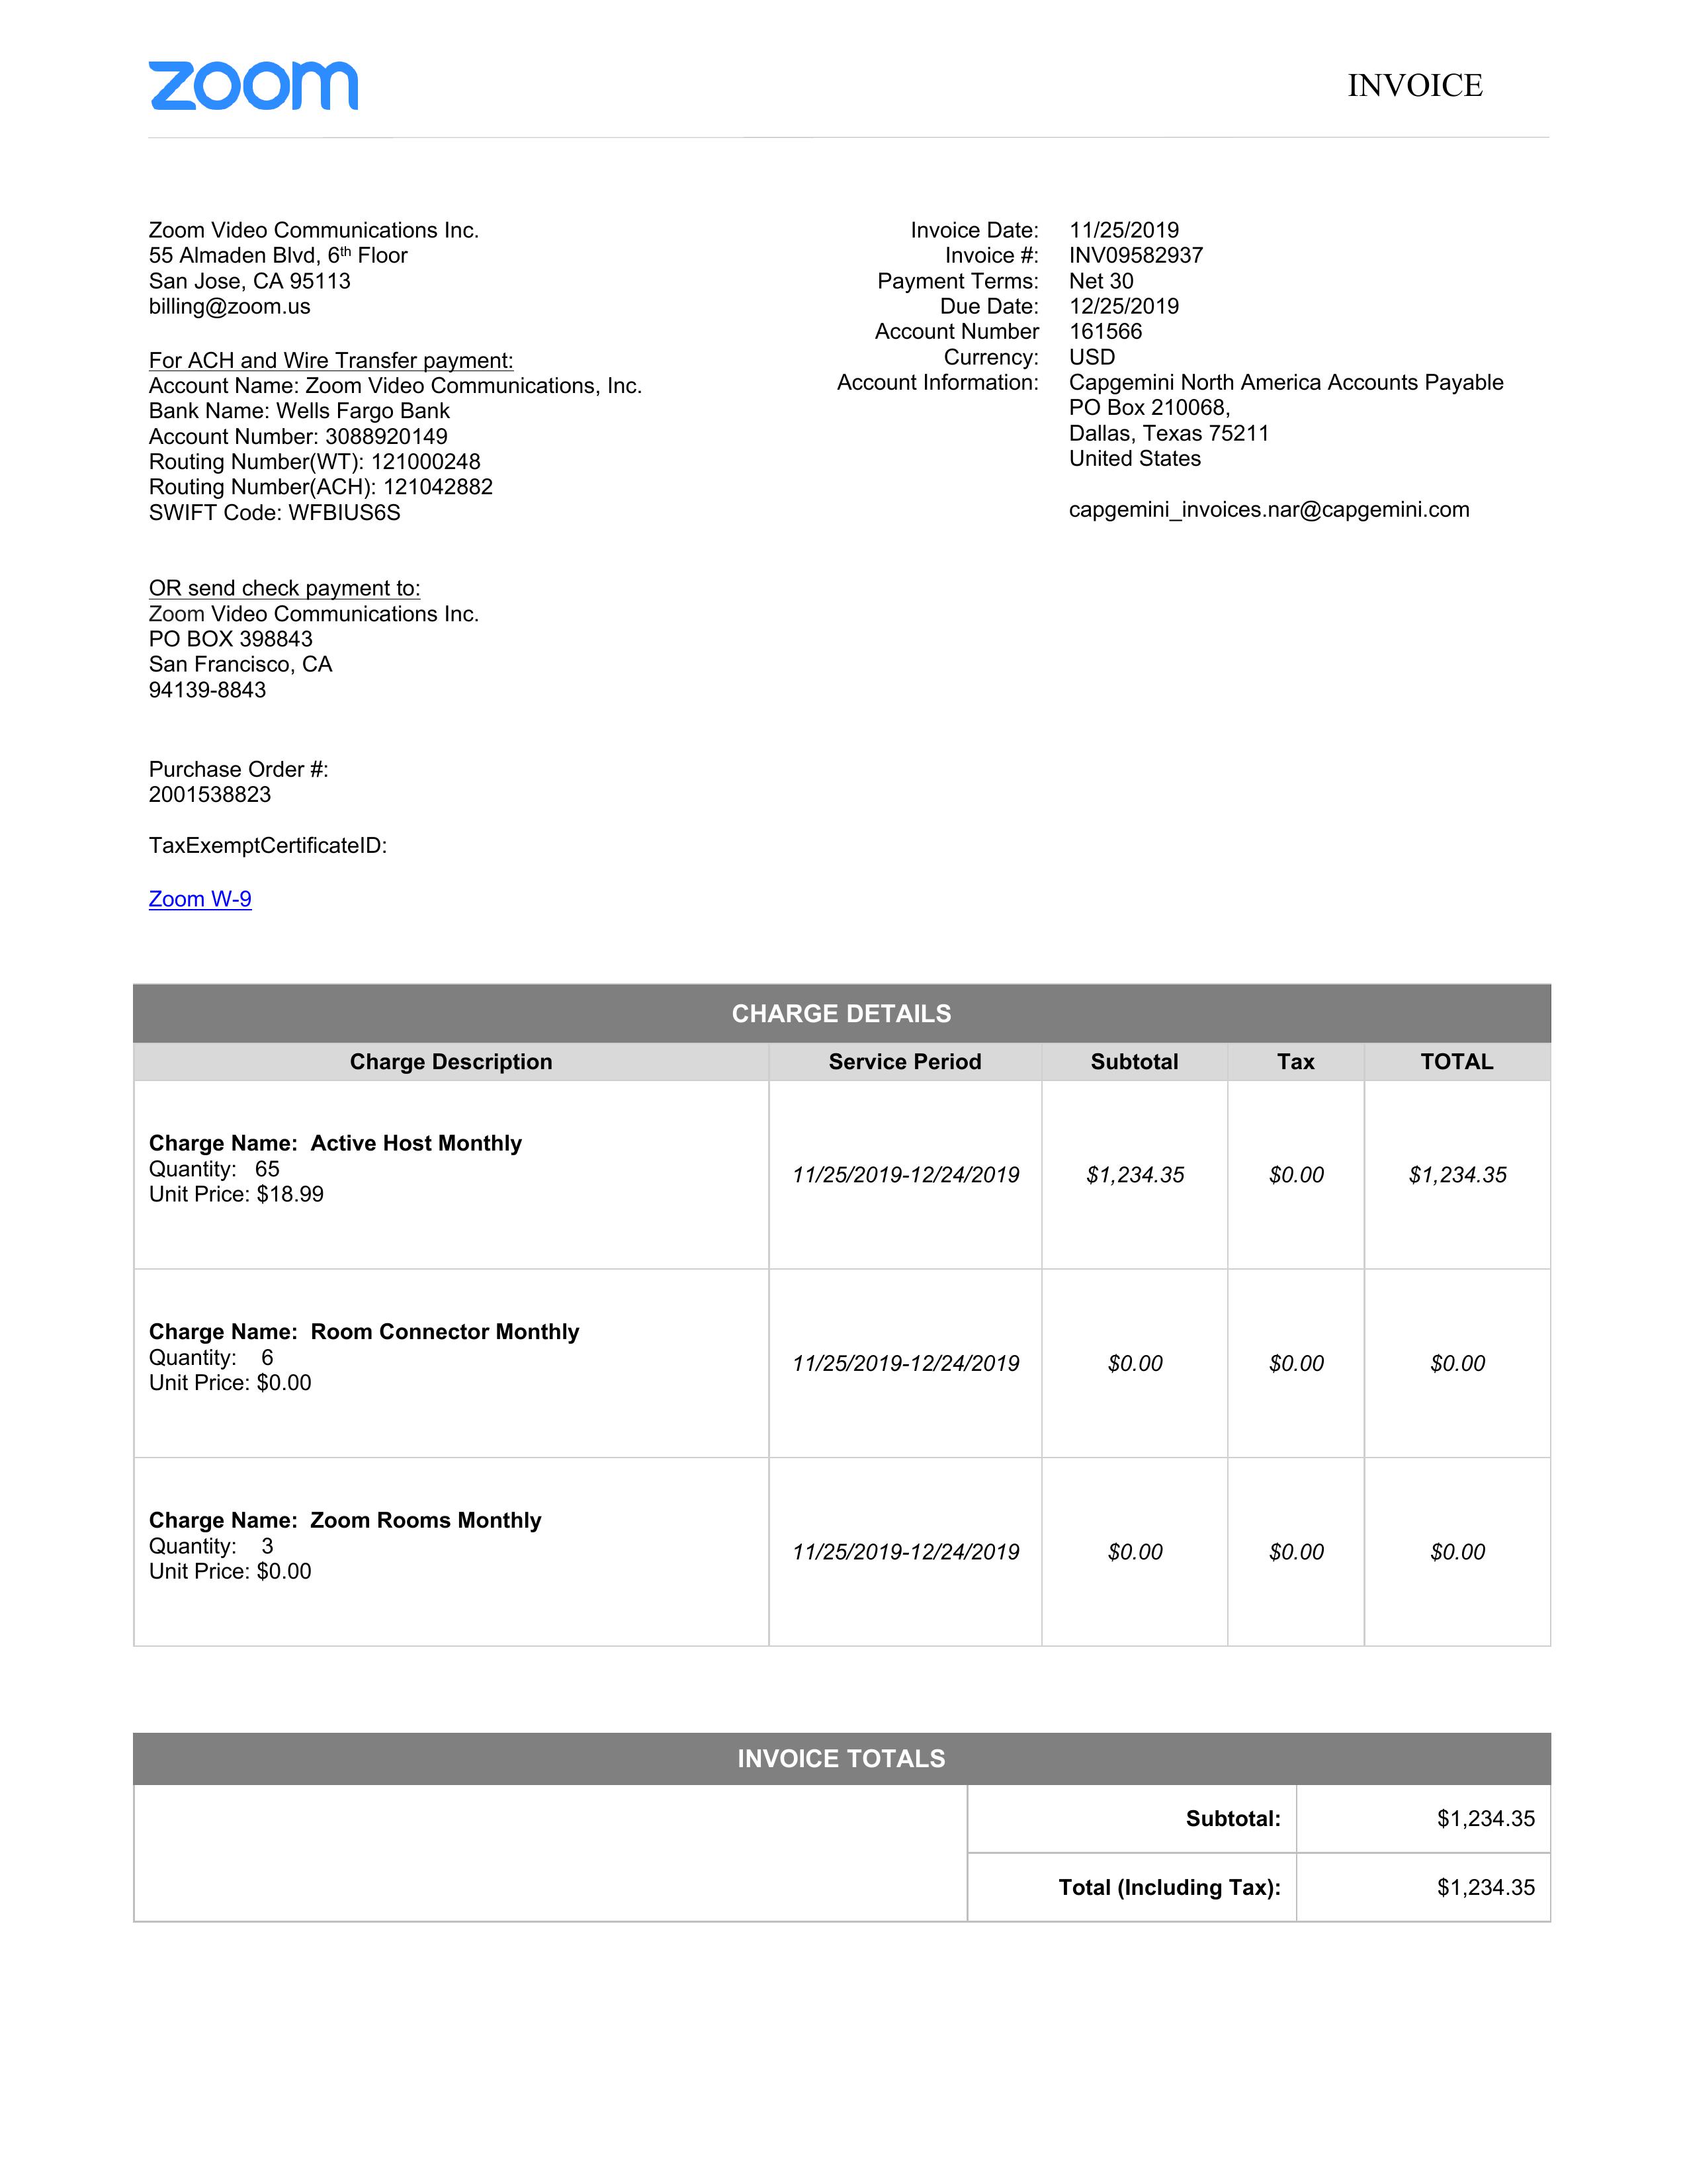 zoom
INVOICE
Zoom Video Communications Inc.
55 Almaden Blvd, 6th Floor
San Jose, CA 95113
billing@zoom.us
For ACH and Wire Transfer payment:
Account Name: Zoom Video Communications, Inc.
Bank Name: Wells Fargo Bank
Account Number: 3088920149
Routing Number(WT): 121000248
Routing Number(ACH): 121042882
SWIFT Code: WFBIUS6S
OR send check payment to:
Zoom Video Communications Inc.
PO BOX 398843
San Francisco, CA
94139-8843
Purchase Order #:
2001538823
TaxExemptCertificateID:
Zoom W-9
Invoice Date: 11/25/2019
Invoice #: INV09582937
Payment Terms: Net 30
Due Date: 12/25/2019
Account Number 161566
Currency: USD
Account Information: Capgemini North America Accounts Payable
PO Box 210068,
Dallas, Texas 75211
United States
capgemini_invoices.nar@capgemini.com
CHARGE DETAILS
Charge Description Service Period Subtotal Tax TOTAL
Charge Name: Active Host Monthly
Quantity: 65
Unit Price: $18.99
11/25/2019-12/24/2019 $1,234.35 $0.00 $1,234.35
Charge Name: Room Connector Monthly
Quantity: 6
Unit Price: $0.00
11/25/2019-12/24/2019 $0.00 $0.00 $0.00
Charge Name: Zoom Rooms Monthly
Quantity: 3
Unit Price: $0.00
11/25/2019-12/24/2019 $0.00 $0.00 $0.00
INVOICE TOTALS
Subtotal: $1,234.35
Total (Including Tax): $1,234.35